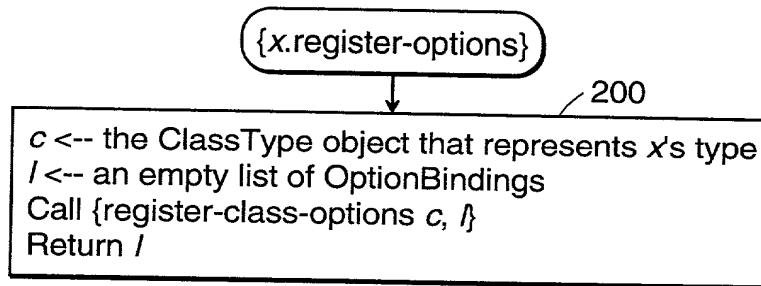 {x.register-options}
200
c <-- the ClassType object that represents x's type
l <-- an empty list of OptionBindings
Call {register-class-options c, l}
Return l